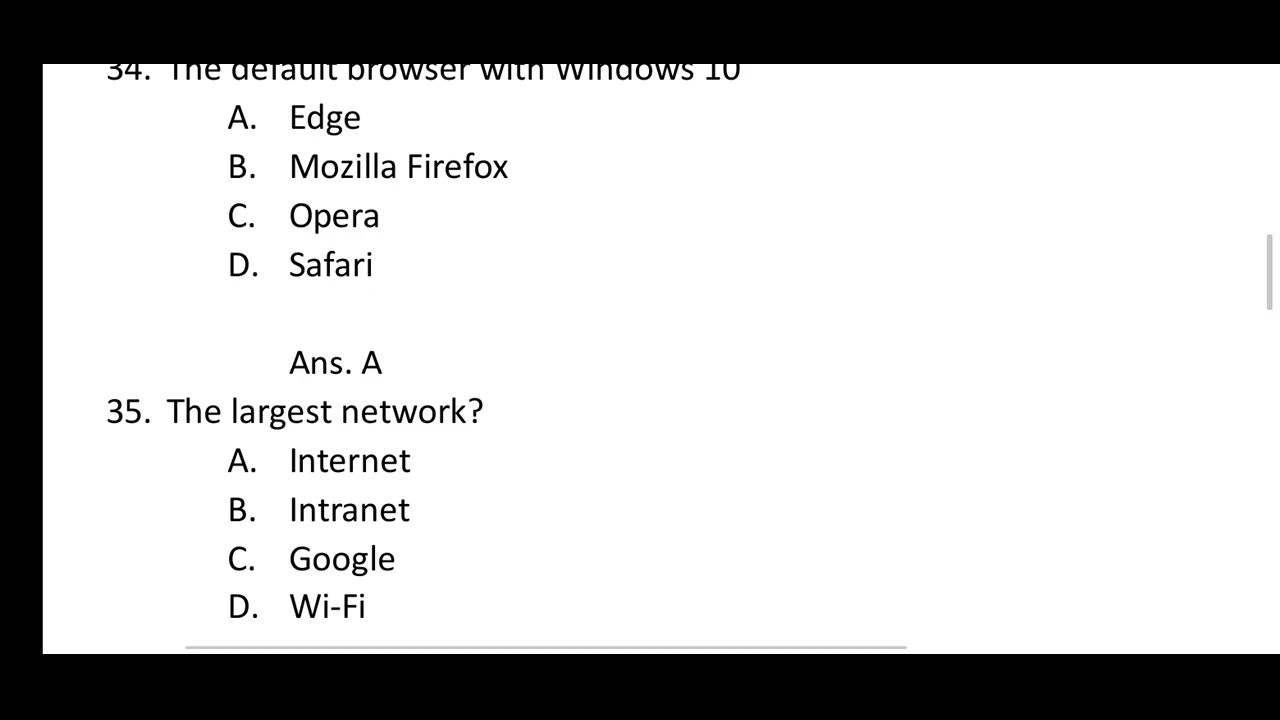 34. The default browser with Windows 10
A. Edge
B. Mozilla Firefox
C. Opera
D. Safari
Ans. A
35. The largest network?
A. Internet
B. Intranet
C. Google
D. Wi-Fi